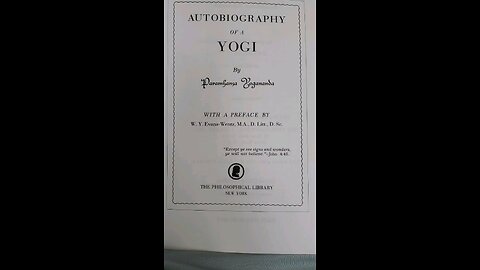 AUTOBIOGRAPHY
OF A
YOGI
By
Paramhansa Yogananda
WITH A PREFACE BY
W. Y. Evans-Wentz, M.A., D. Litt., D. Sc.
"Except ye see signs and wonders,
ye will not believe."-John 4:48.
THE PHILOSOPHICAL LIBRARY
NEW YORK